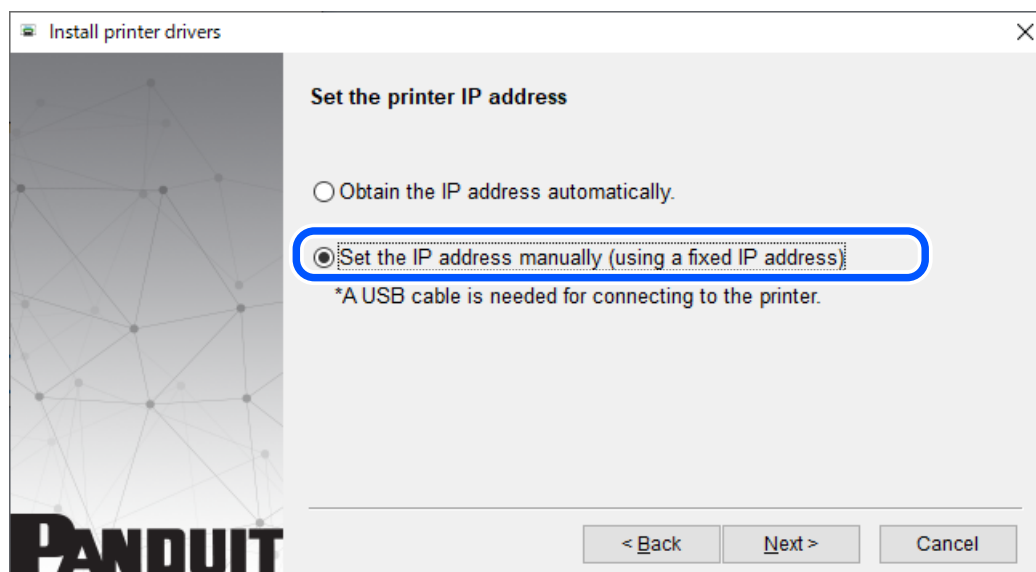 Install printer drivers
Set the printer IP address
Obtain the IP address automatically.
Set the IP address manually (using a fixed IP address)
*A USB cable is needed for connecting to the printer.
PANDUIT
< Back
Next >
Cancel